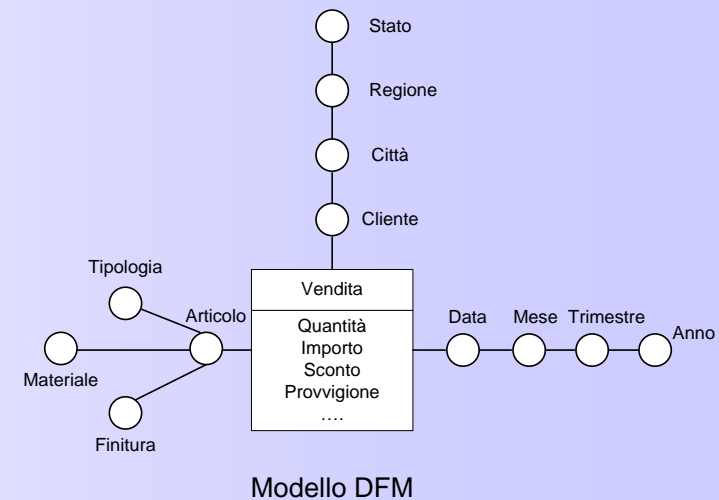 Stato
Regione
Città
Cliente
Tipologia
Articolo
Materiale
Finitura
Vendita
Quantità
Importo
Sconto
Provvigione
....
Data Mese Trimestre Anno
Modello DFM